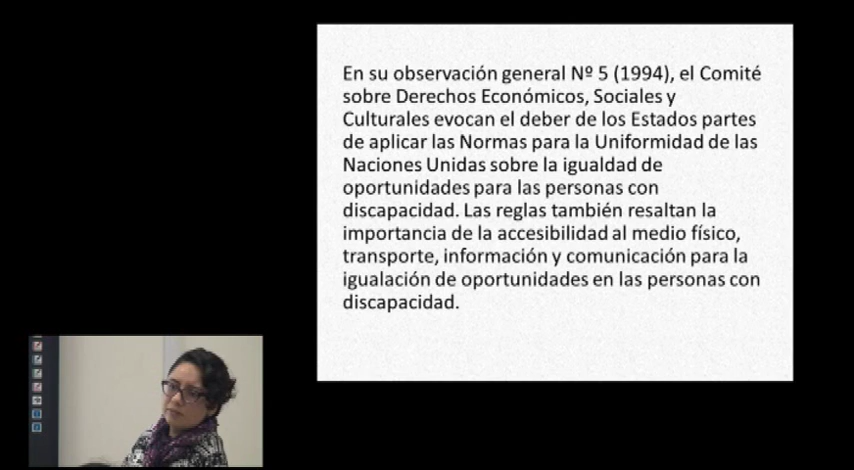 En su observación general Nº 5 (1994), el Comité
sobre Derechos Económicos, Sociales y
Culturales evocan el deber de los Estados partes
de aplicar las Normas para la Uniformidad de las
Naciones Unidas sobre la igualdad de
oportunidades para las personas con
discapacidad. Las reglas también resaltan la
importancia de la accesibilidad al medio físico,
transporte, información y comunicación para la
igualación de oportunidades en las personas con
discapacidad.